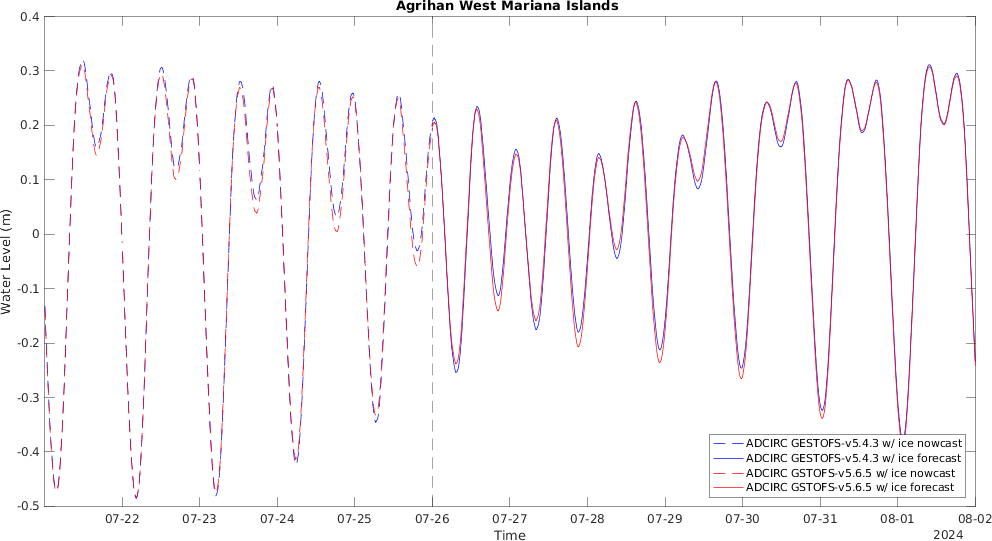 Agrihan West Mariana Islands
0.4
0.3
0.2
0.1
0
-0.1
-0.2
-0.3
-0.4
-0.5
Water Level (m)
ADCIRC GESTOFS-v5.4.3 w/ ice nowcast
ADCIRC GESTOFS-v5.4.3 w/ ice forecast
ADCIRC GSTOFS-v5.6.5 w/ ice nowcast
ADCIRC GSTOFS-v5.6.5 w/ ice forecast
07-22 07-23 07-24 07-25 07-26 07-27 07-28 07-29 07-30 07-31 08-01 08-02
Time
2024